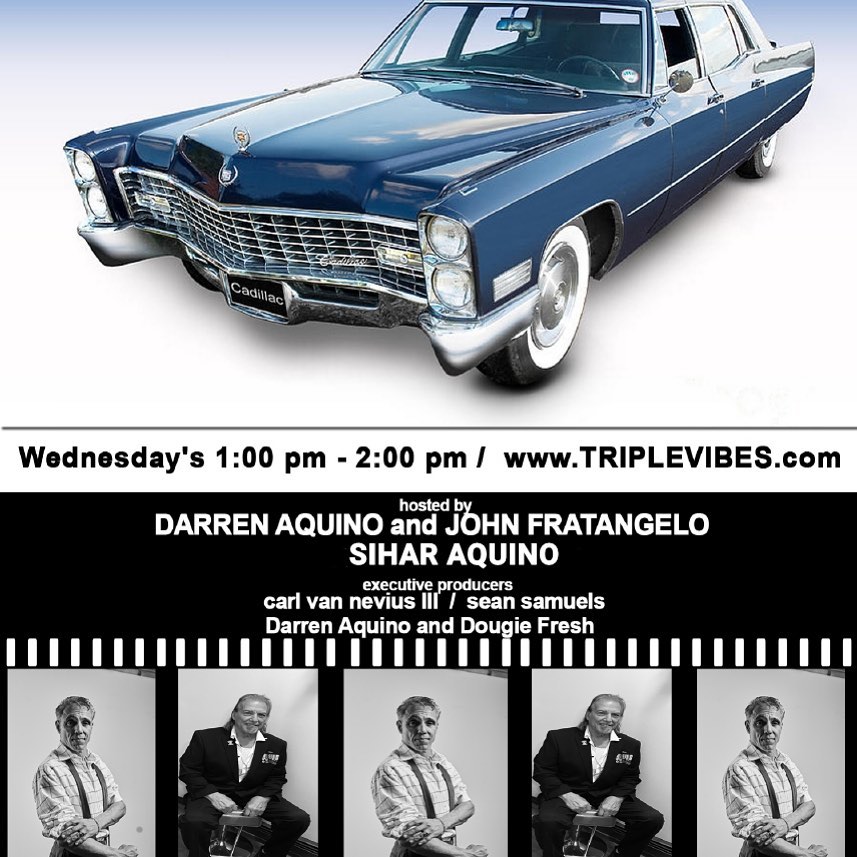 Cadillac
Cadillac
Wednesday's 1:00 pm - 2:00 pm / www.TRIPLEVIBES.com
hosted by
DARREN AQUINO and JOHN FRATANGELO
SIHAR AQUINO
executive producers
carl van nevius III / sean samuels
Darren Aquino and Dougie Fresh